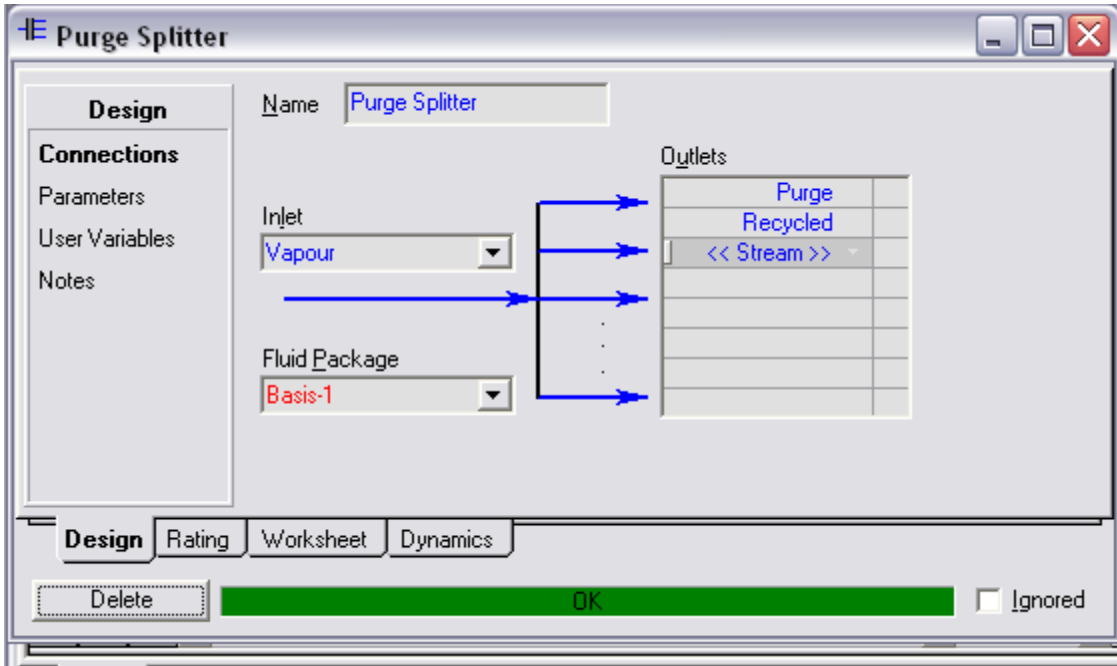 Purge Splitter
Design
Connections
Parameters
User Variables
Notes
Name Purge Splitter
Inlet
Vapour
Fluid Package
Basis-1
Outlets
Purge
Recycled
<< Stream >>
Design Rating Worksheet Dynamics
Delete OK Ignored